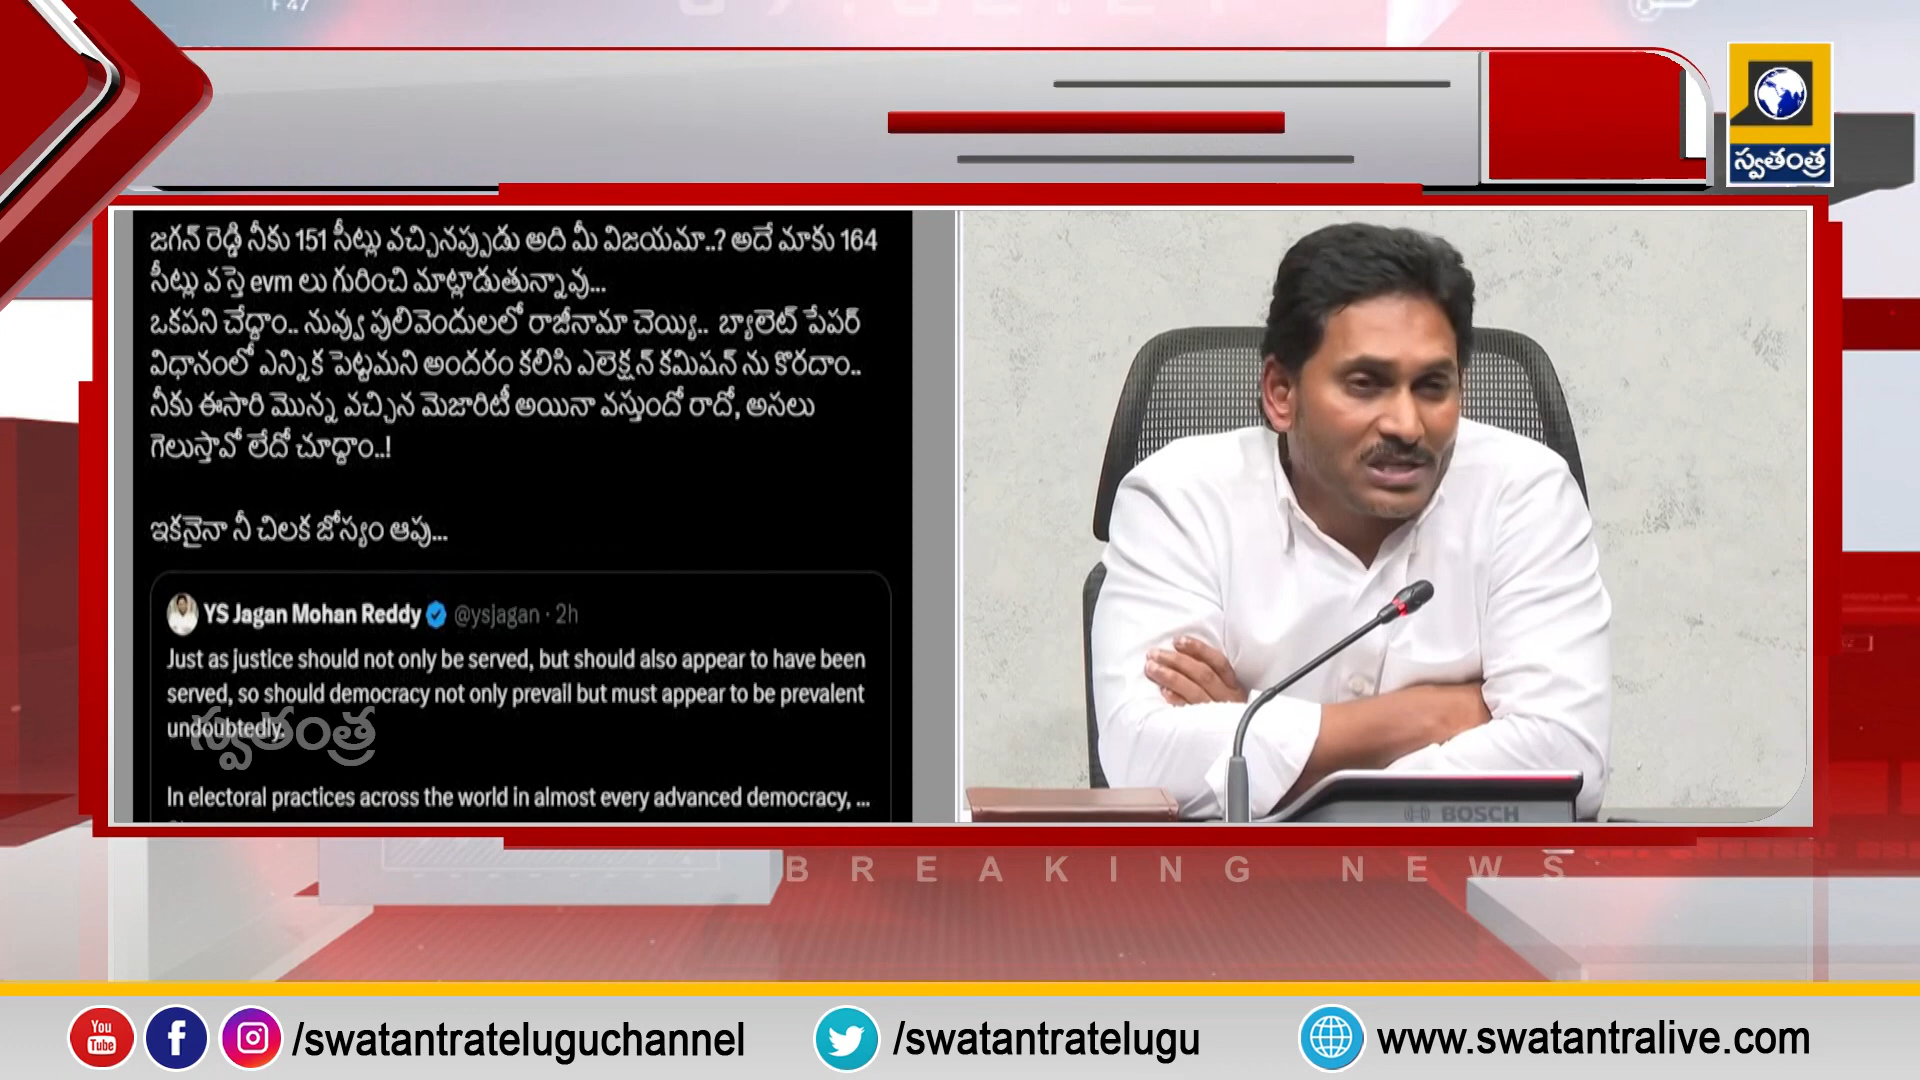 స్వతంత్ర
జగన్ రెడ్డి నీకు 151 సీట్లు వచ్చినప్పుడు అది మీ విజయమా..? అదే మాకు 164
సీట్లు వస్తె evm లు గురించి మాట్లాడుతున్నావు...
ఒకపని చేద్దాం.. నువ్వు పులివెందులలో రాజీనామా చెయ్యి.. బ్యాలెట్ పేపర్
విధానంలో ఎన్నిక పెట్టమని అందరం కలిసి ఎలెక్షన్ కమిషన్ ను కొరదాం..
నీకు ఈసారి మొన్న వచ్చిన మెజారిటీ అయినా వస్తుందో రాదో, అసలు
గెలుస్తావో లేదో చూద్దాం..!
ఇకనైనా నీ చిలక జోస్యం ఆపు...
YS Jagan Mohan Reddy @ysjagan · 2h
Just as justice should not only be served, but should also appear to have been
served, so should democracy not only prevail but must appear to be prevalent
undoubtedly.
స్వతంత్ర
In electoral practices across the world in almost every advanced democracy, ...
BOSCH
BREAKING NEWS
You Tube
/swatantrateluguchannel
/swatantratelugu
www.swatantralive.com